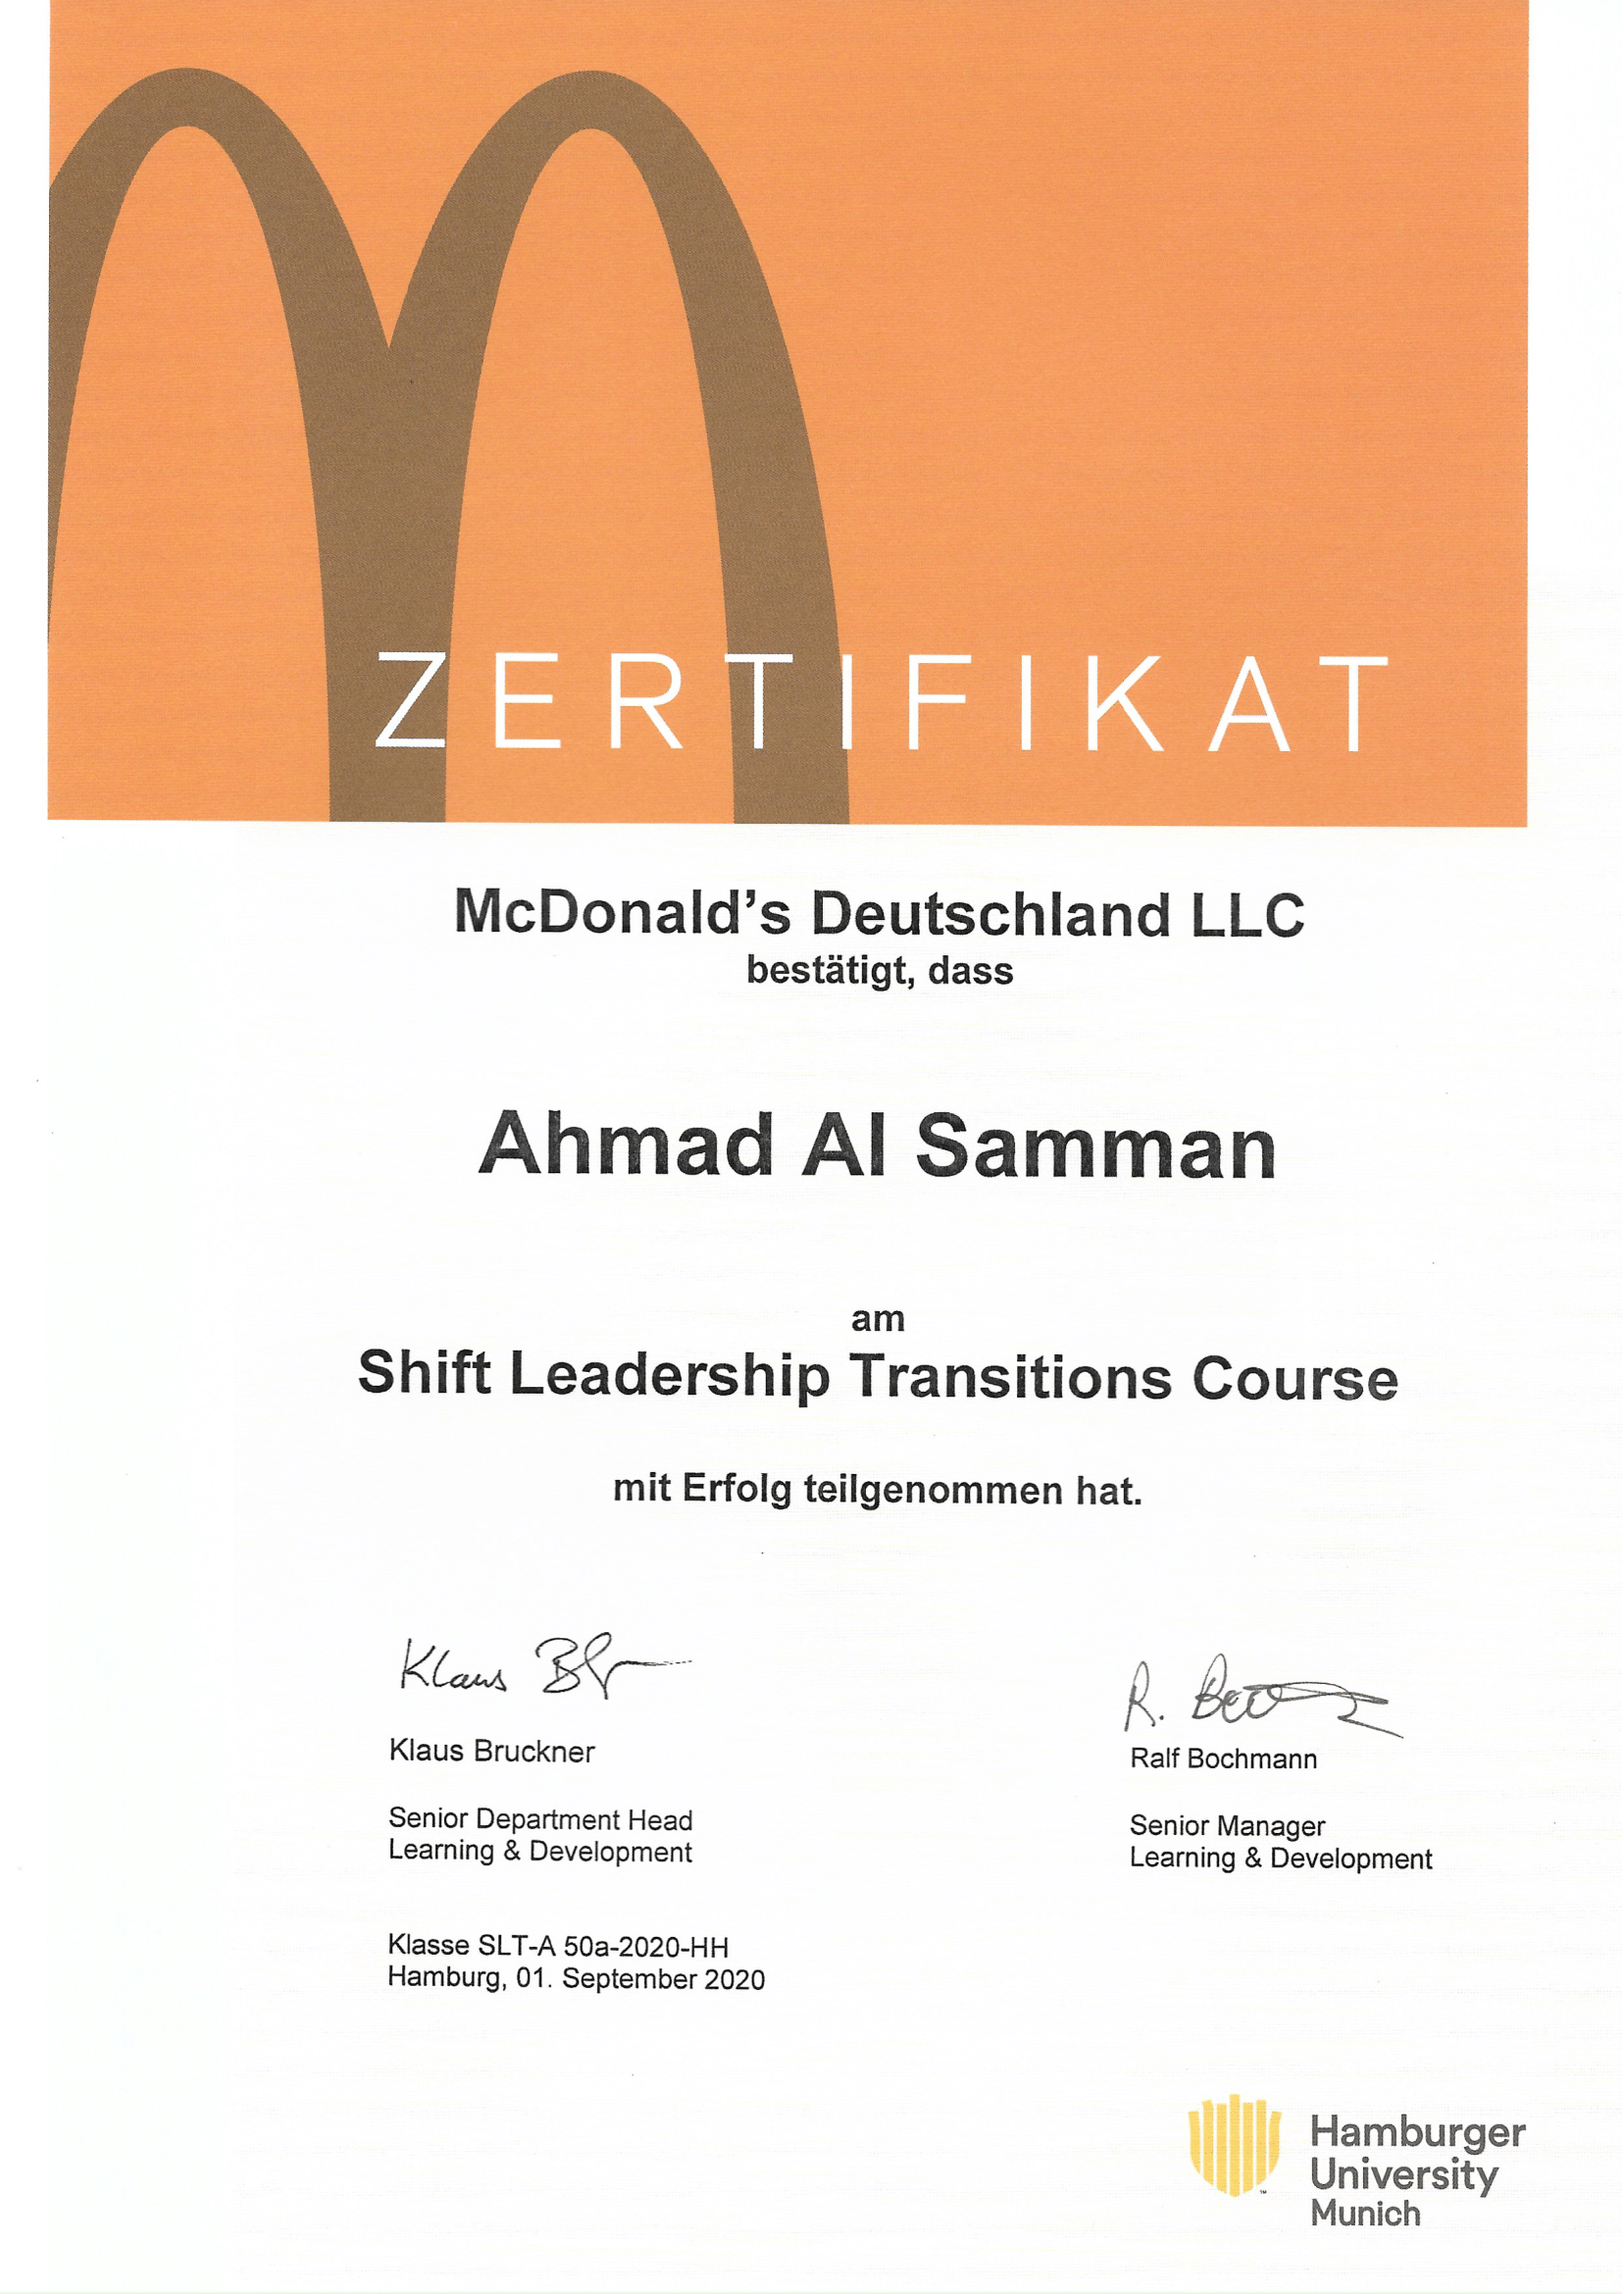 ZERTIFIKAT
McDonald’s Deutschland LLC
bestätigt, dass
Ahmad Al Samman
am
Shift Leadership Transitions Course
mit Erfolg teilgenommen hat.
Klaus
R.
Klaus Bruckner
Senior Department Head
Learning & Development
Ralf Bochmann
Senior Manager
Learning & Development
Klasse SLT-A 50a-2020-HH
Hamburg, 01. September 2020
Hamburger
University
Munich